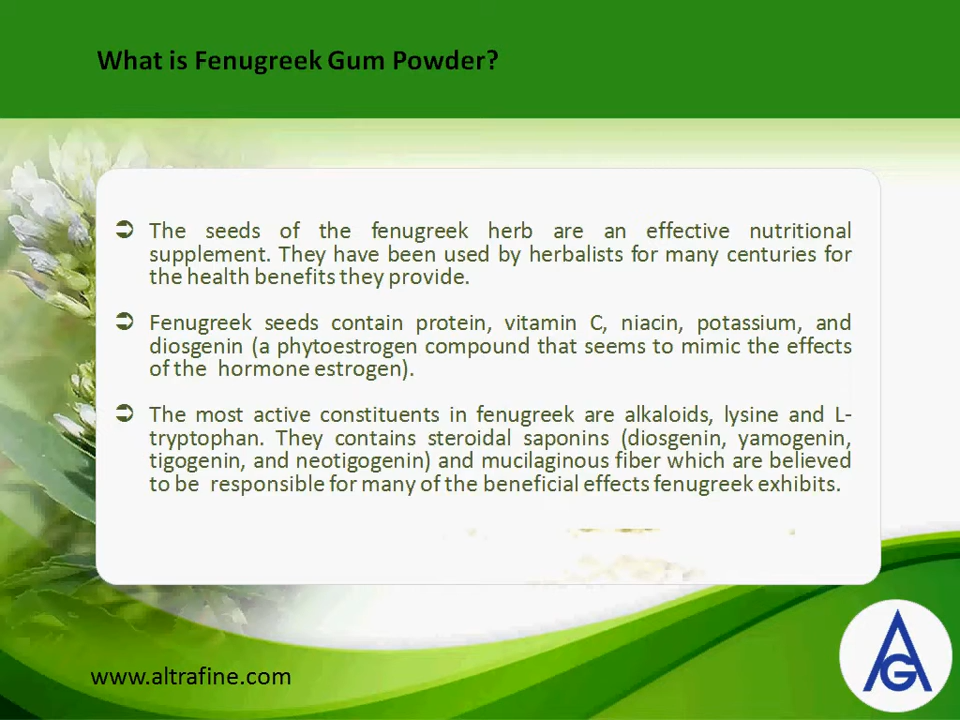 What is Fenugreek Gum Powder?
The seeds of the fenugreek herb are an effective nutritional
supplement. They have been used by herbalists for many centuries for
the health benefits they provide.
Fenugreek seeds contain protein, vitamin C, niacin, potassium, and
diosgenin (a phytoestrogen compound that seems to mimic the effects
of the hormone estrogen).
The most active constituents in fenugreek are alkaloids, lysine and L-
tryptophan. They contains steroidal saponins (diosgenin, yamogenin,
tigogenin, and neotigogenin) and mucilaginous fiber which are believed
to be responsible for many of the beneficial effects fenugreek exhibits.
www.altrafine.com
AG